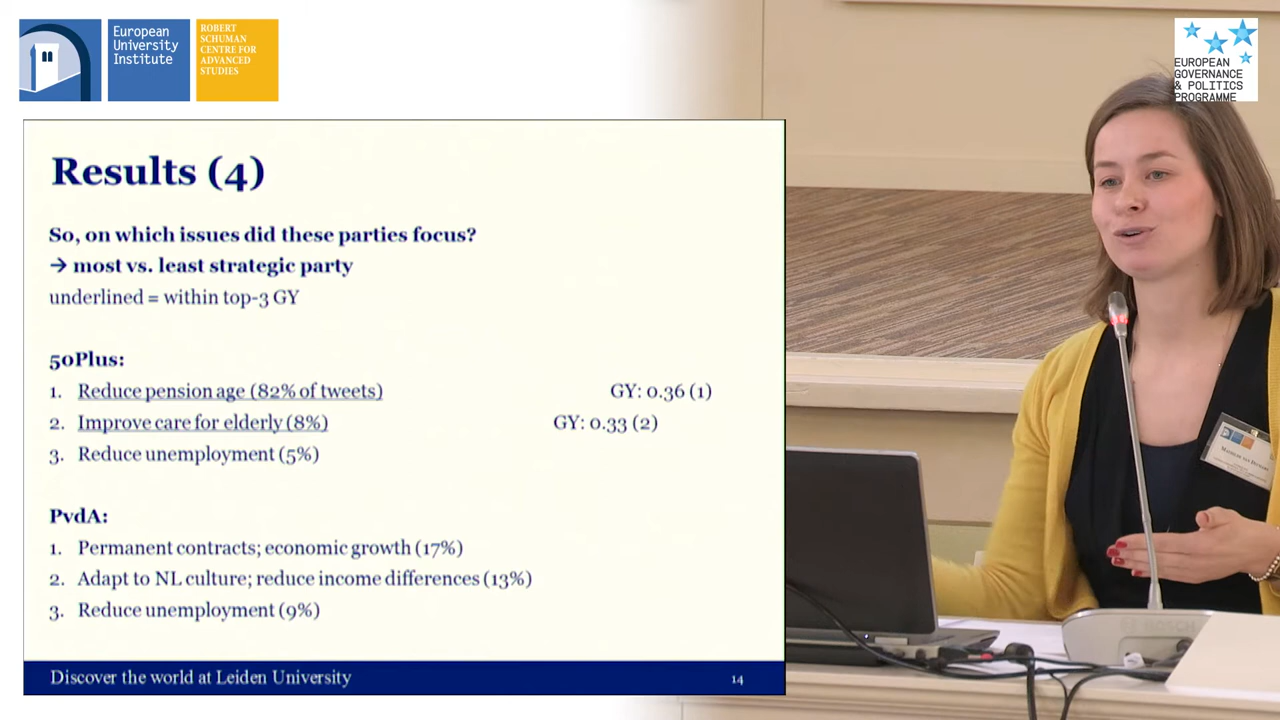 European
University
Institute
ROBERT
SCHUMAN
CENTRE FOR
ADVANCED
STUDIES
EUROPEAN
GOVERNANCE
& POLITICS
PROGRAMME
Results (4)
So, on which issues did these parties focus?
→ most vs. least strategic party
underlined = within top-3 GY
50Plus:
1. Reduce pension age (82% of tweets) GY: 0.36 (1)
2. Improve care for elderly (8%) GY: 0.33 (2)
3. Reduce unemployment (5%)
PvdA:
1. Permanent contracts; economic growth (17%)
2. Adapt to NL culture; reduce income differences (13%)
3. Reduce unemployment (9%)
Discover the world at Leiden University 14
BOSCH